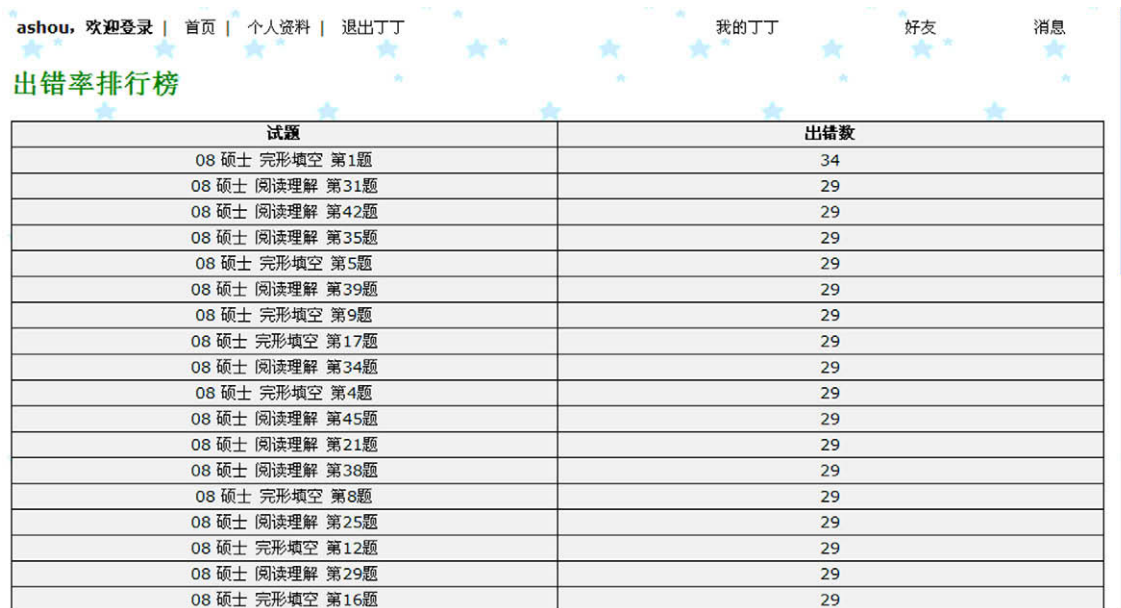 ashou，欢迎登录 | 首页 | 个人资料 | 退出丁丁 我的丁丁 好友 消息
出错率排行榜
试题 出错数
08 硕士 完形填空 第1题 34
08 硕士 阅读理解 第31题 29
08 硕士 阅读理解 第42题 29
08 硕士 阅读理解 第35题 29
08 硕士 完形填空 第5题 29
08 硕士 阅读理解 第39题 29
08 硕士 完形填空 第9题 29
08 硕士 完形填空 第17题 29
08 硕士 阅读理解 第34题 29
08 硕士 完形填空 第4题 29
08 硕士 阅读理解 第45题 29
08 硕士 阅读理解 第21题 29
08 硕士 阅读理解 第38题 29
08 硕士 完形填空 第8题 29
08 硕士 阅读理解 第25题 29
08 硕士 完形填空 第12题 29
08 硕士 阅读理解 第29题 29
08 硕士 完形填空 第16题 29